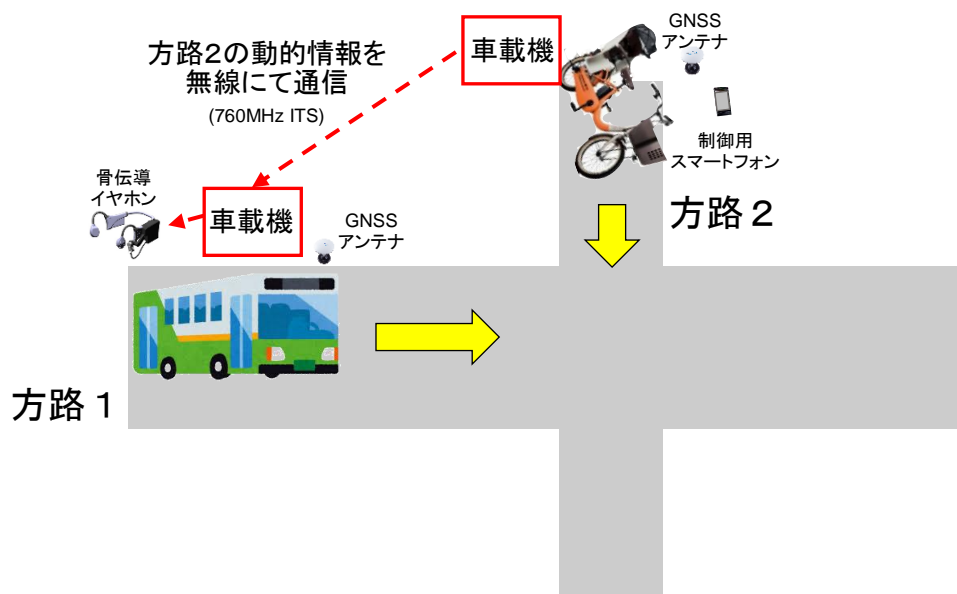 方路2の動的情報を
無線にて通信
(760MHz ITS)
車載機
GNSS
アンテナ
制御用
スマートフォン
方路２
骨伝導
イヤホン
車載機
GNSS
アンテナ
方路１